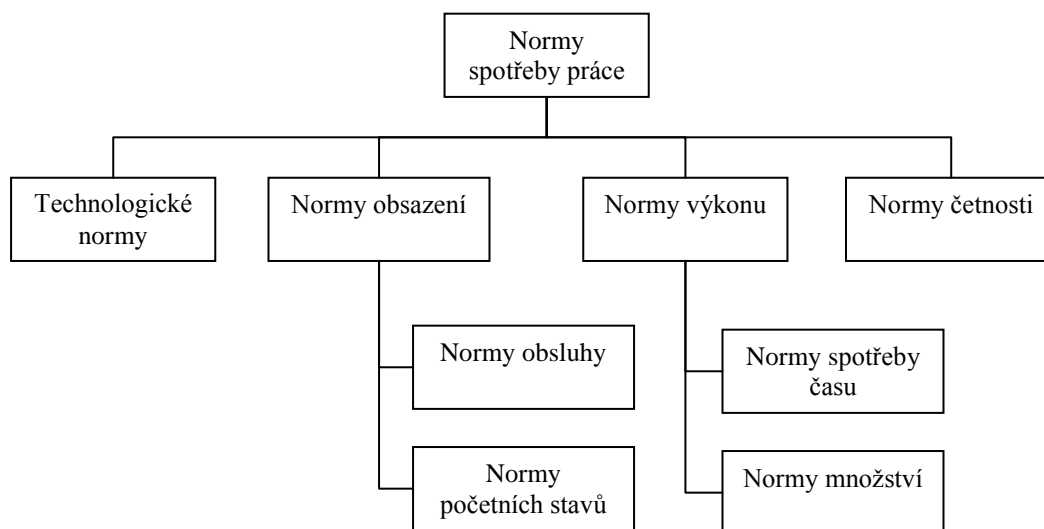 Normy
spotřeby práce
Technologické
normy
Normy obsazení
Normy výkonu
Normy četnosti
Normy obsluhy
Normy spotřeby
času
Normy
početních stavů
Normy množství